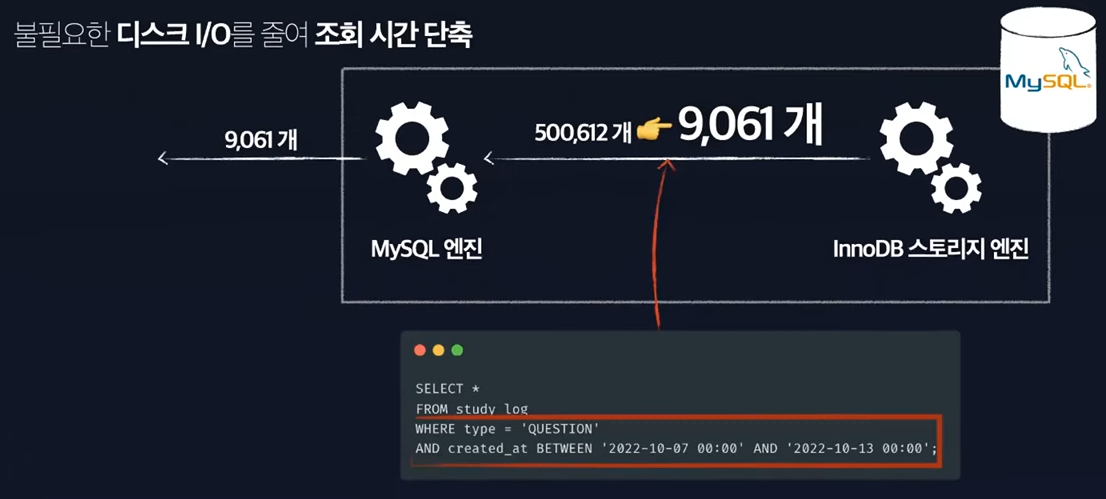 불필요한 디스크 I/O를 줄여 조회 시간 단축
MySQL®
9,061 개
500,612 개 👉 9,061 개
MySQL 엔진
InnoDB 스토리지 엔진
SELECT *
FROM study_log
WHERE type = 'QUESTION'
AND created_at BETWEEN '2022-10-07 00:00' AND '2022-10-13 00:00';